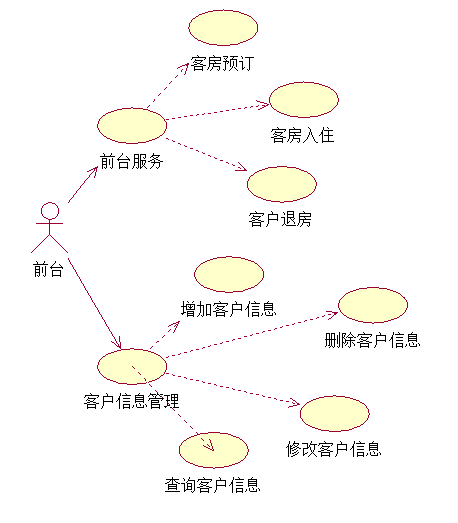 客房预订
客房入住
前台服务
客户退房
前台
增加客户信息
删除客户信息
客户信息管理
修改客户信息
查询客户信息